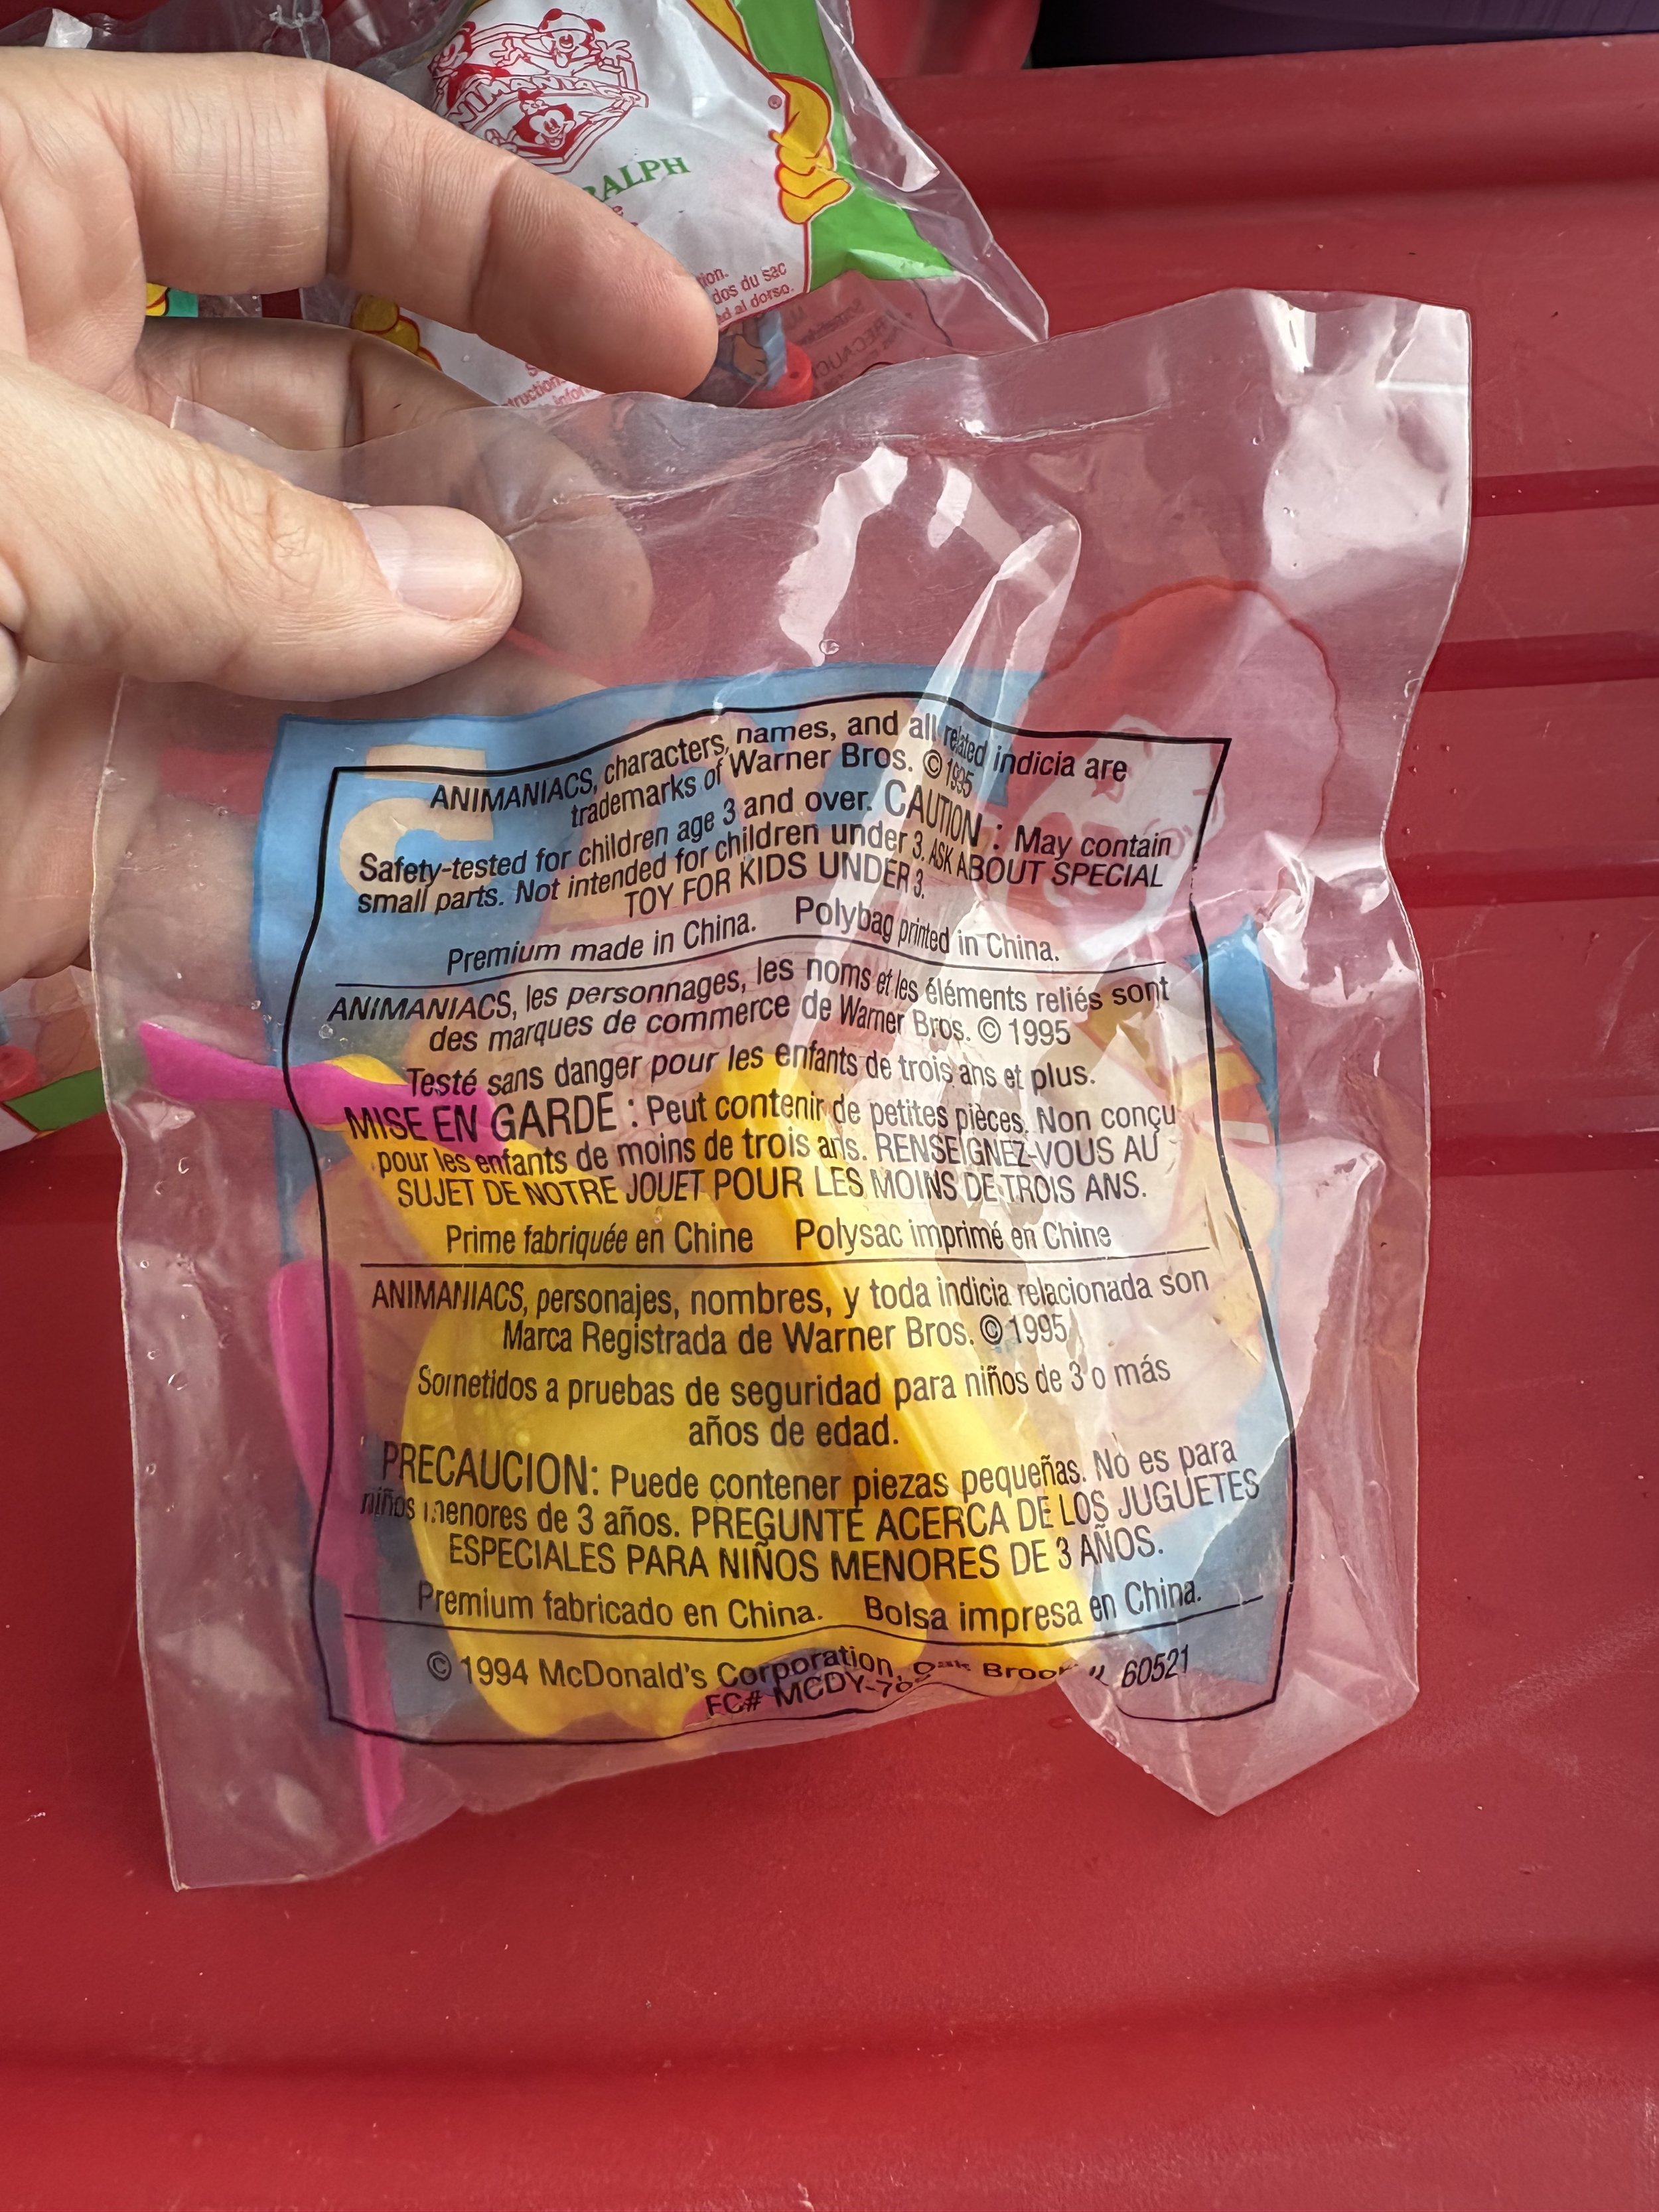 ANIMANIACS
RALPH
dos du sac
al dorso.
ANIMANIACS, characters, names, and all related indicia are
trademarks of Warner Bros. © 1995
Safety-tested for children age 3 and over. CAUTION : May contain
small parts. Not intended for children under 3. ASK ABOUT SPECIAL
TOY FOR KIDS UNDER 3.
Premium made in China. Polybag printed in China.
ANIMANIACS, les personnages, les noms et les éléments reliés sont
des marques de commerce de Warner Bros. © 1995
Testé sans danger pour les enfants de trois ans et plus.
MISE EN GARDE : Peut contenir de petites pièces. Non conçu
pour les enfants de moins de trois ans. RENSEIGNEZ-VOUS AU
SUJET DE NOTRE JOUET POUR LES MOINS DE TROIS ANS.
Prime fabriquée en Chine Polysac imprimé en Chine
ANIMANIACS, personajes, nombres, y toda indicia relacionada son
Marca Registrada de Warner Bros. © 1995
Sometidos a pruebas de seguridad para niños de 3 o más
años de edad.
PRECAUCION: Puede contener piezas pequeñas. No es para
niños menores de 3 años. PREGUNTE ACERCA DE LOS JUGUETES
ESPECIALES PARA NIÑOS MENORES DE 3 AÑOS.
Premium fabricado en China. Bolsa impresa en China.
© 1994 McDonald's Corporation, Oak Brook IL 60521
FC# MCDY-